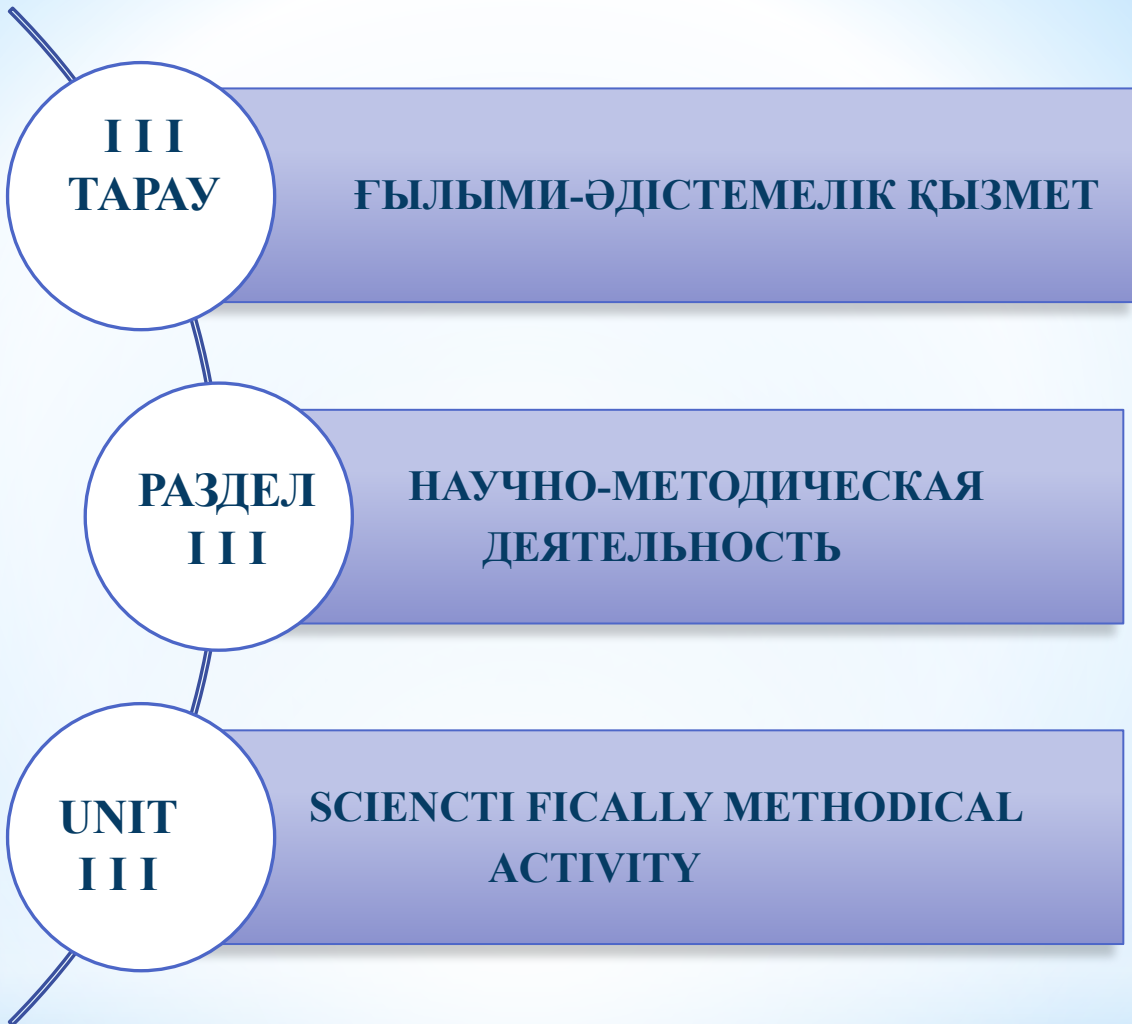 I I I
ТАРАУ
ҒЫЛЫМИ-ӘДІСТЕМЕЛІК ҚЫЗМЕТ
РАЗДЕЛ
I I I
НАУЧНО-МЕТОДИЧЕСКАЯ
ДЕЯТЕЛЬНОСТЬ
UNIT
I I I
SCIENCTI FICALLY METHODICAL
ACTIVITY